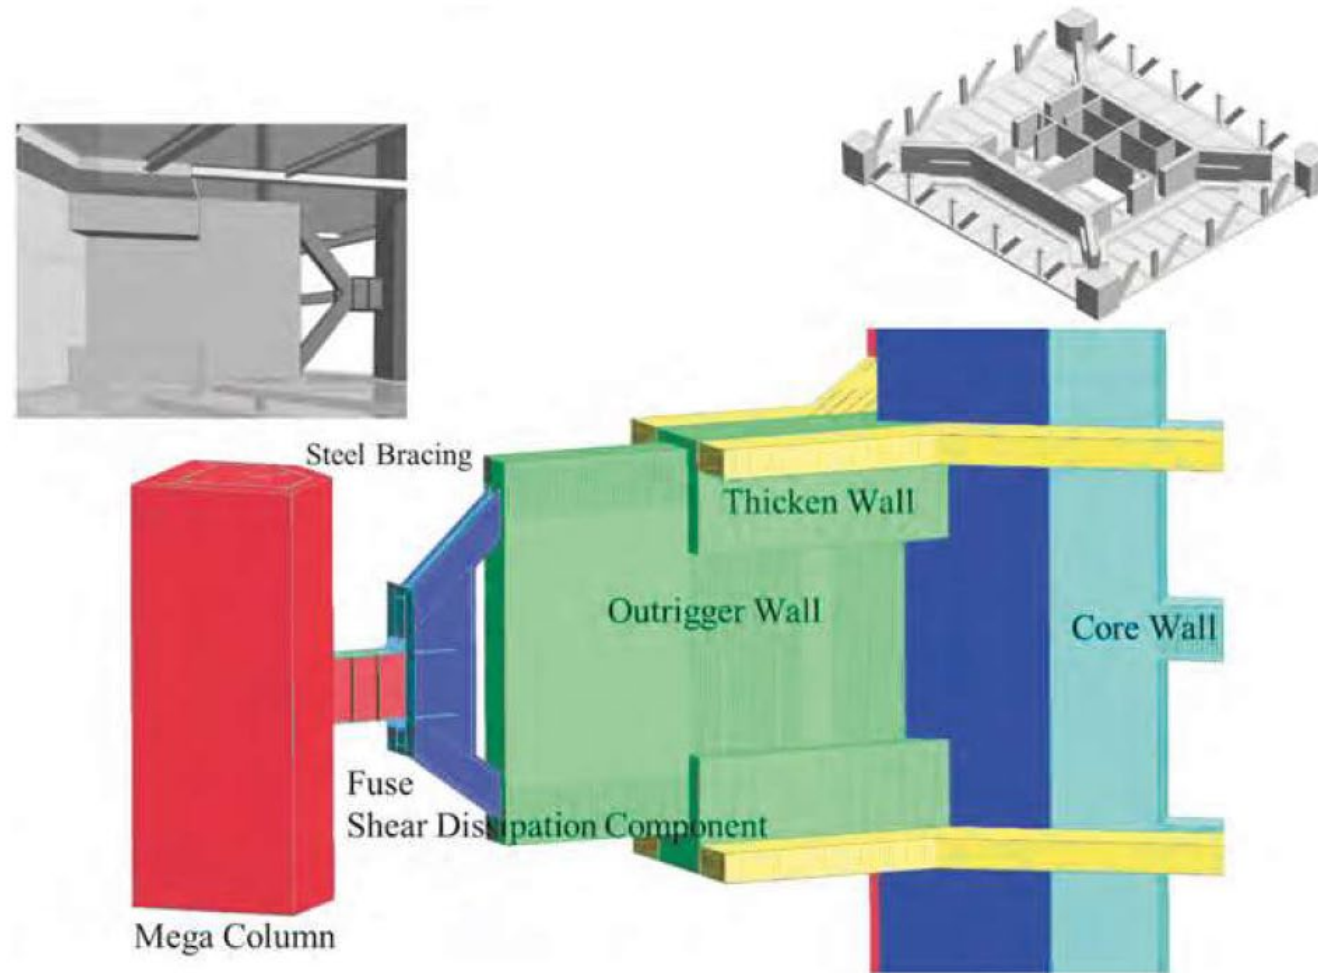 Steel Bracing
Thicken Wall
Outrigger Wall
Core Wall
Fuse
Shear Dissipation Component
Mega Column